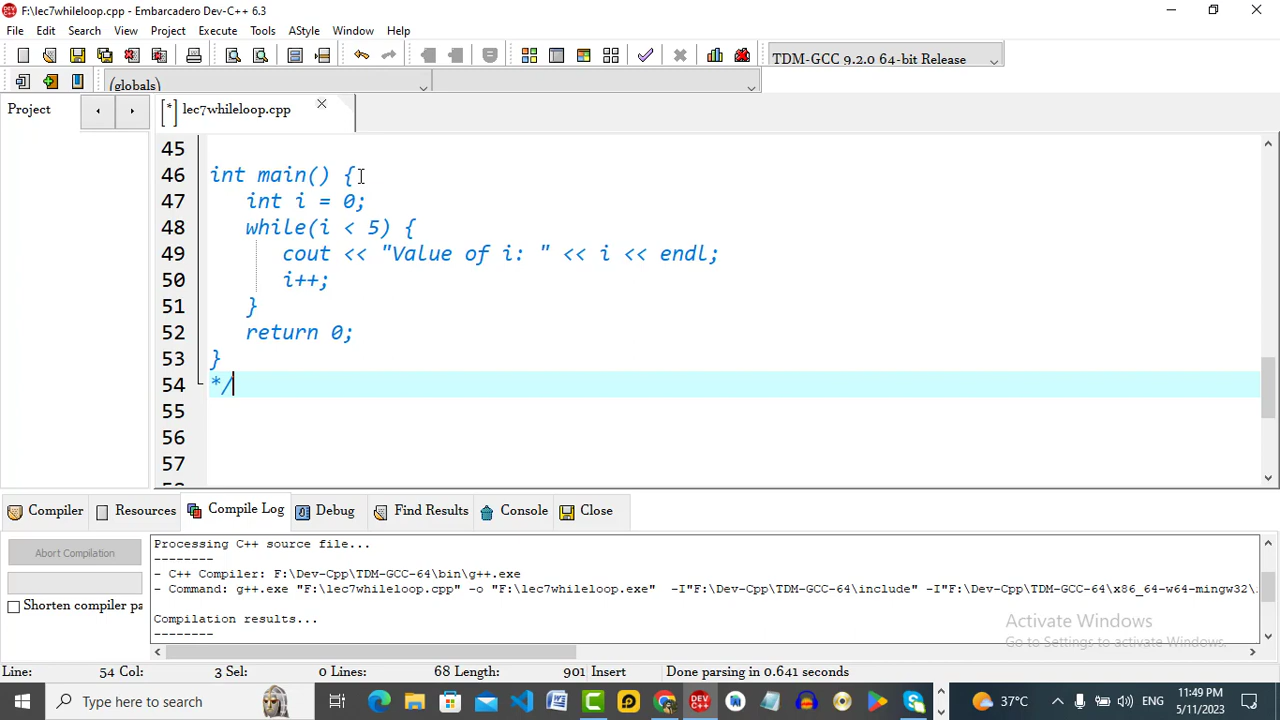 F:\lec7whileloop.cpp - Embarcadero Dev-C++ 6.3
File Edit Search View Project Execute Tools AStyle Window Help
TDM-GCC 9.2.0 64-bit Release
(globals)
Project
[*] lec7whileloop.cpp
45
46 int main() {
47 int i = 0;
48 while(i < 5) {
49 cout << "Value of i: " << i << endl;
50 i++;
51 }
52 return 0;
53 }
54 */
55
56
57
Compiler Resources Compile Log Debug Find Results Console Close
Abort Compilation
Shorten compiler pa
Processing C++ source file...
--------
- C++ Compiler: F:\Dev-Cpp\TDM-GCC-64\bin\g++.exe
- Command: g++.exe "F:\lec7whileloop.cpp" -o "F:\lec7whileloop.exe" -I"F:\Dev-Cpp\TDM-GCC-64\include" -I"F:\Dev-Cpp\TDM-GCC-64\x86_64-w64-mingw32\
Compilation results...
--------
Activate Windows
Go to Settings to activate Windows.
Line: 54 Col: 3 Sel: 0 Lines: 68 Length: 901 Insert Done parsing in 0.641 seconds
Type here to search
37°C
ENG
11:49 PM
5/11/2023